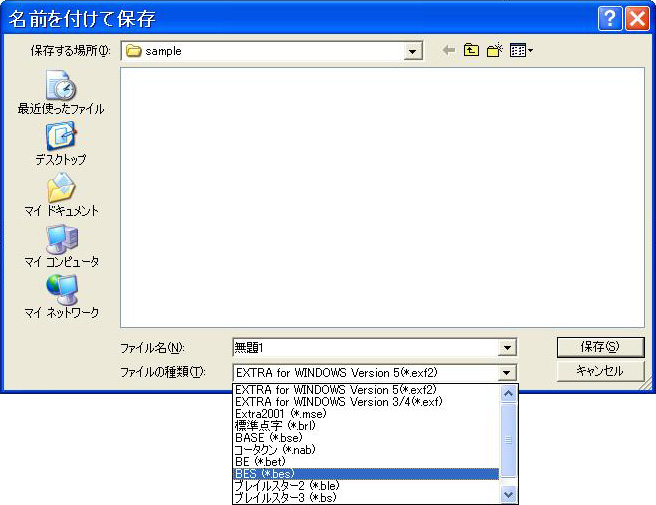 名前を付けて保存
保存する場所(I):
sample
最近使ったファイル
デスクトップ
マイ ドキュメント
マイ コンピュータ
マイ ネットワーク
ファイル名(N):
無題1
保存(S)
ファイルの種類(T):
EXTRA for WINDOWS Version 5(*.exf2)
キャンセル
EXTRA for WINDOWS Version 5(*.exf2)
EXTRA for WINDOWS Version 3/4(*.exf)
Extra2001 (*.mse)
標準点字 (*.brl)
BASE (*.bse)
コータクン (*.nab)
BE (*.bet)
BES (*.bes)
ブレイルスター2 (*.ble)
ブレイルスター3 (*.bs)